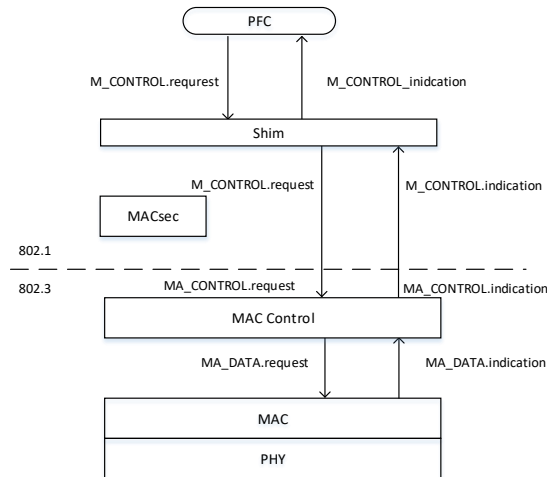 PFC
M_CONTROL.requrest
M_CONTROL_inidcation
Shim
M_CONTROL.request
M_CONTROL.indication
MACsec
802.1
802.3
MA_CONTROL.request
MA_CONTROL.indication
MAC Control
MA_DATA.request
MA_DATA.indication
MAC
PHY